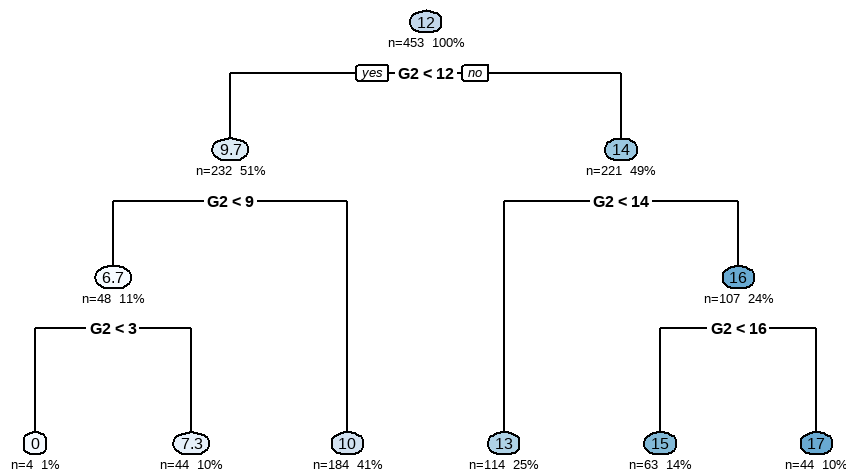 12
n=453 100%
yes G2 < 12 no
9.7 14
n=232 51% n=221 49%
G2 < 9 G2 < 14
6.7 16
n=48 11% n=107 24%
G2 < 3 G2 < 16
0 7.3 10 13 15 17
n=4 1% n=44 10% n=184 41% n=114 25% n=63 14% n=44 10%